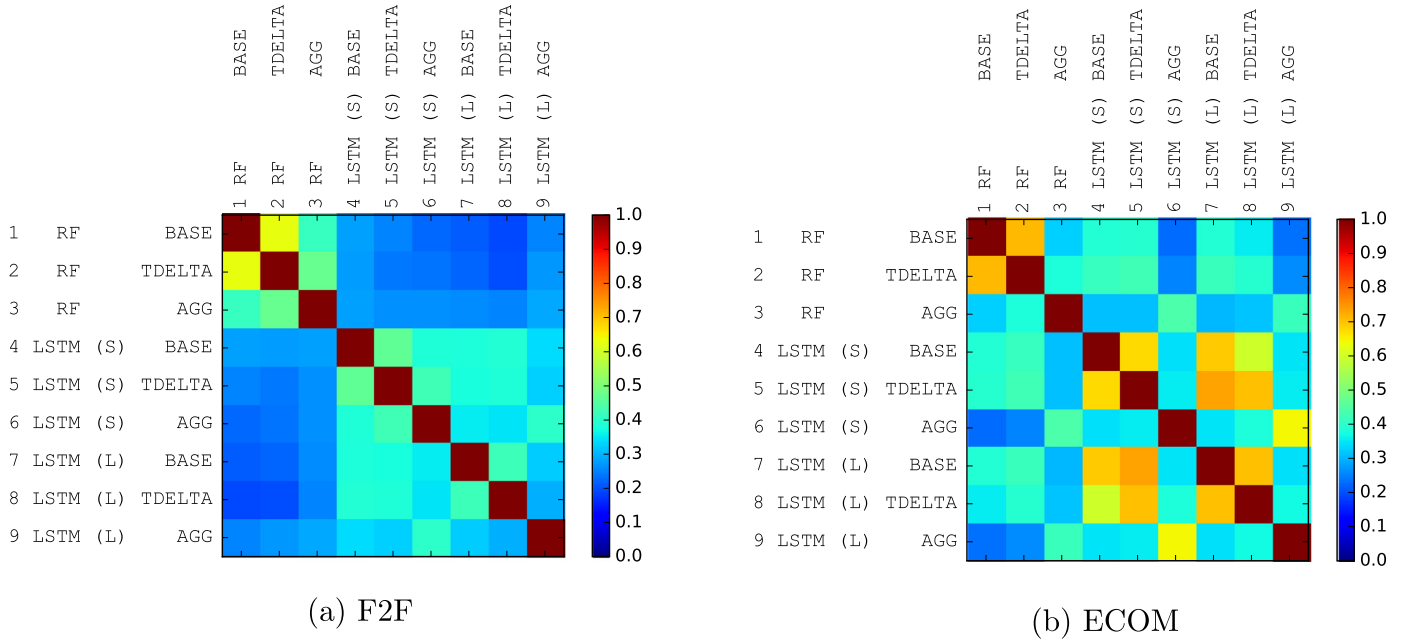 BASE TDELTA AGG BASE TDELTA AGG BASE TDELTA AGG
1 RF 2 RF 3 RF 4 LSTM (S) 5 LSTM (S) 6 LSTM (S) 7 LSTM (L) 8 LSTM (L) 9 LSTM (L)
1 RF BASE
2 RF TDELTA
3 RF AGG
4 LSTM (S) BASE
5 LSTM (S) TDELTA
6 LSTM (S) AGG
7 LSTM (L) BASE
8 LSTM (L) TDELTA
9 LSTM (L) AGG
1.0
0.9
0.8
0.7
0.6
0.5
0.4
0.3
0.2
0.1
0.0
(a) F2F
BASE TDELTA AGG BASE TDELTA AGG BASE TDELTA AGG
1 RF 2 RF 3 RF 4 LSTM (S) 5 LSTM (S) 6 LSTM (S) 7 LSTM (L) 8 LSTM (L) 9 LSTM (L)
1 RF BASE
2 RF TDELTA
3 RF AGG
4 LSTM (S) BASE
5 LSTM (S) TDELTA
6 LSTM (S) AGG
7 LSTM (L) BASE
8 LSTM (L) TDELTA
9 LSTM (L) AGG
1.0
0.9
0.8
0.7
0.6
0.5
0.4
0.3
0.2
0.1
0.0
(b) ECOM